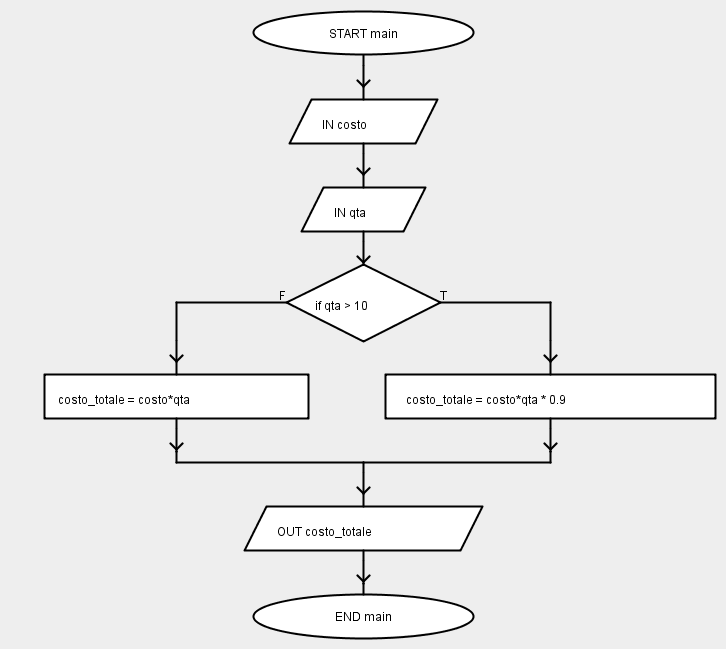 START main
IN costo
IN qta
F
T
if qta > 10
costo_totale = costo*qta
costo_totale = costo*qta * 0.9
OUT costo_totale
END main